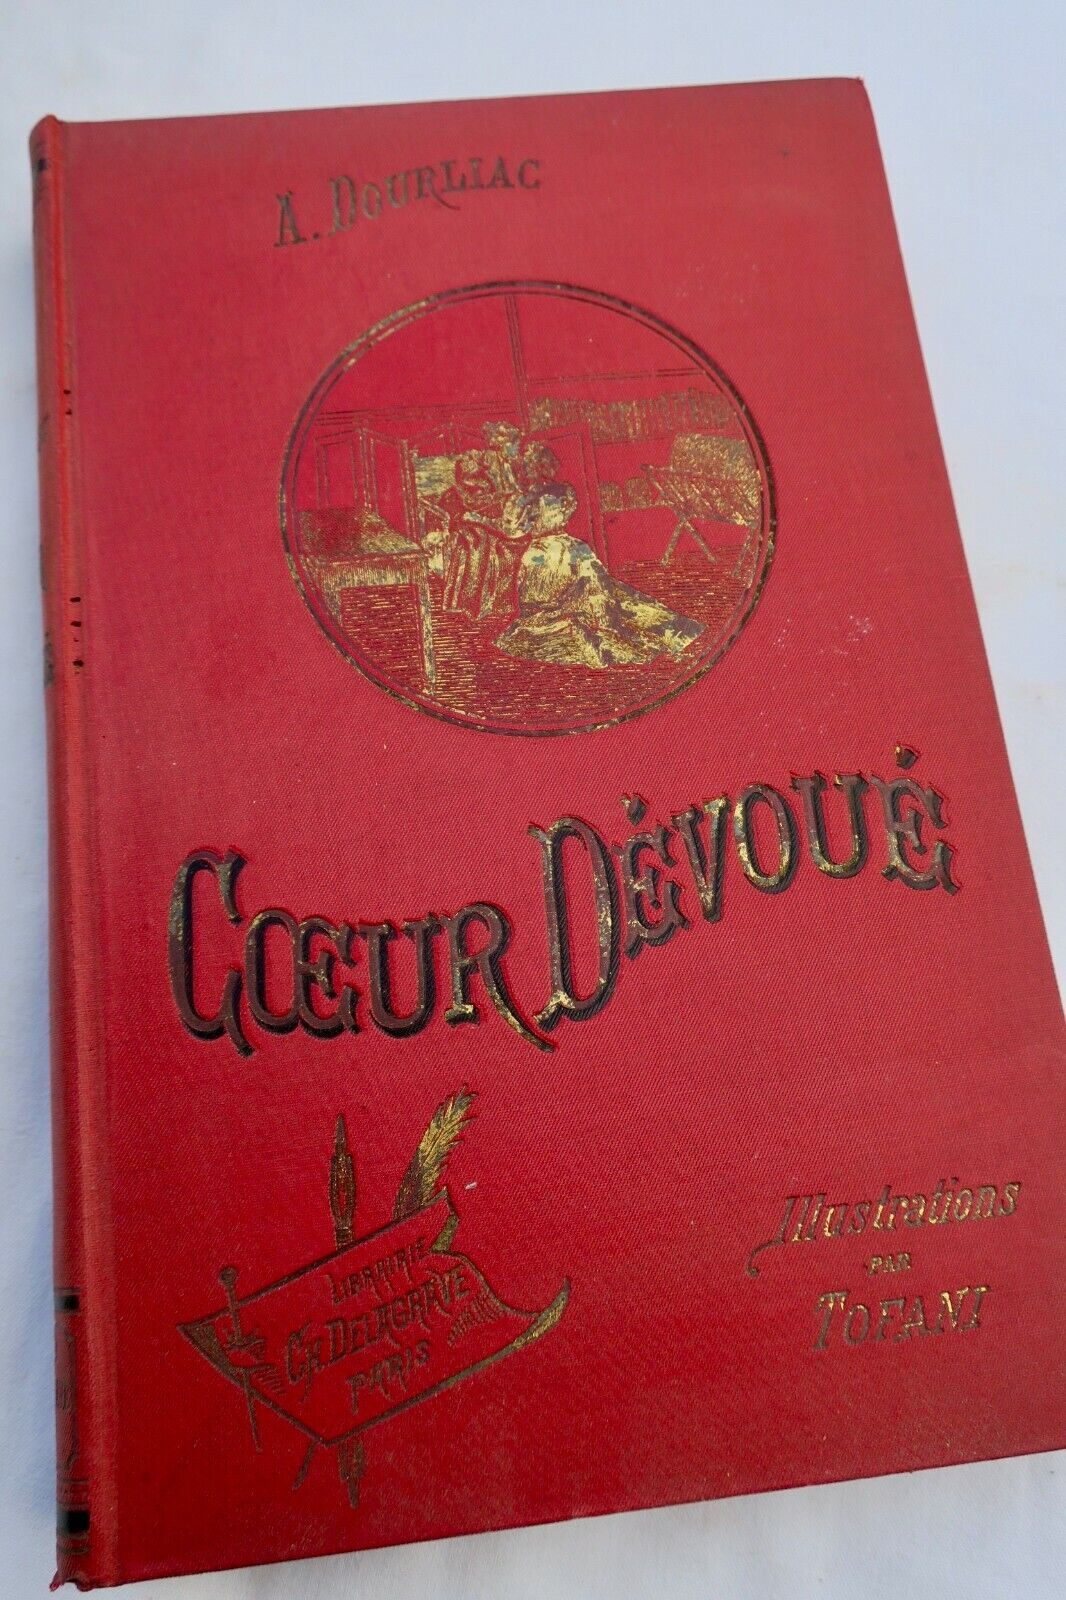 A. DOURLIAC
CŒUR DÉVOUÉ
LIBRAIRIE
CH. DELAGRAVE
PARIS
Illustrations
PAR
TOFANI